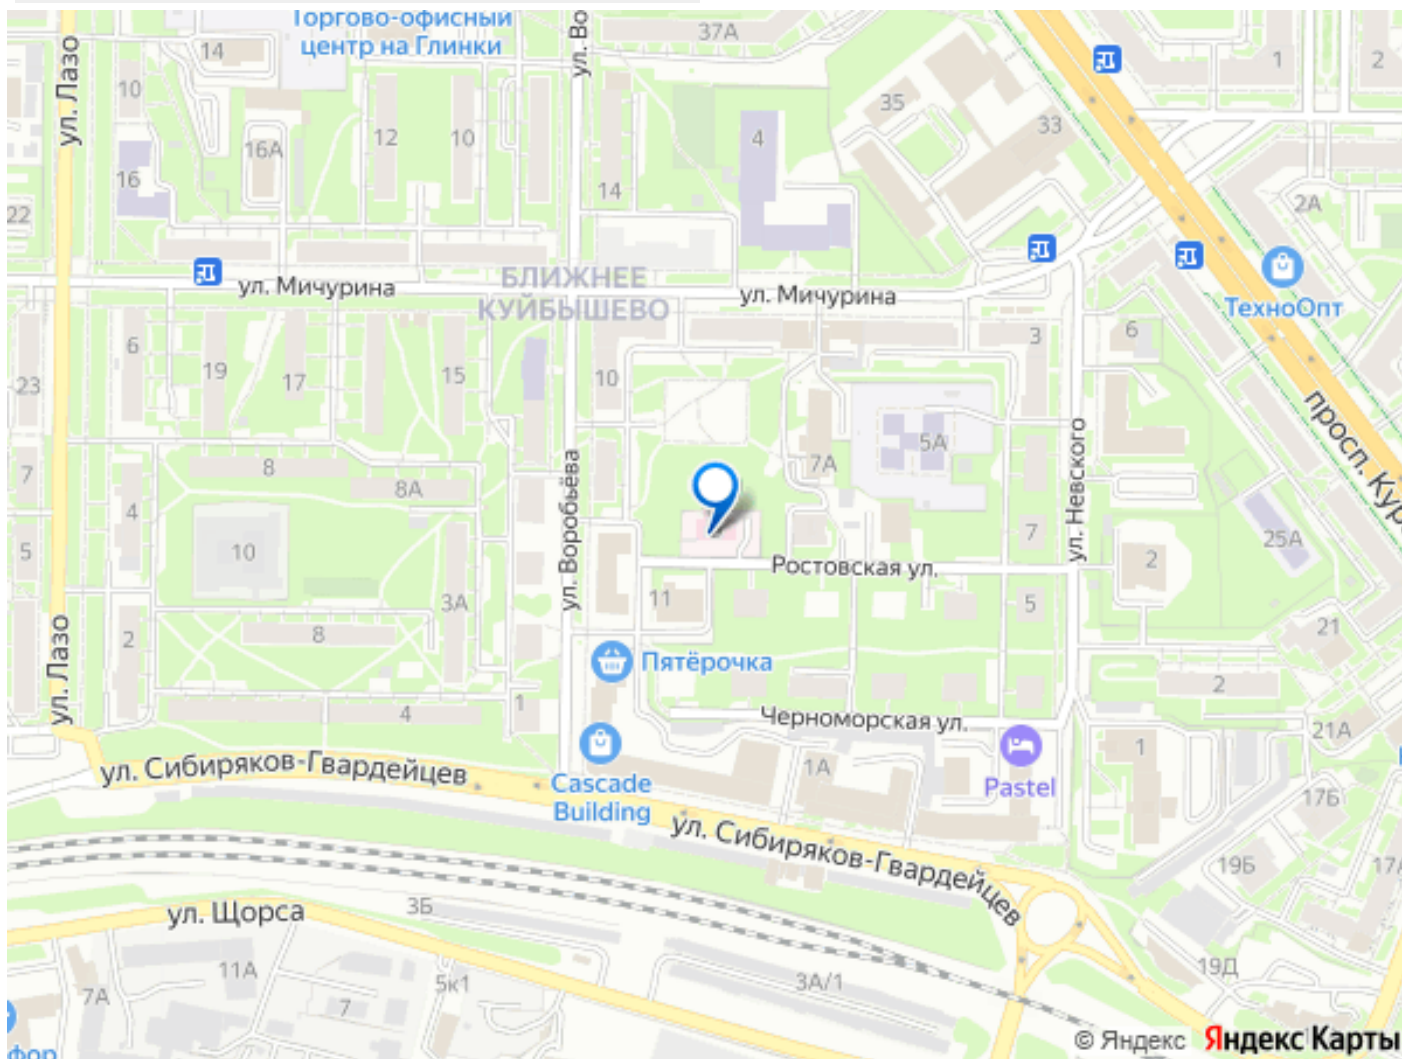 Торгово-офисный
центр на Глинки
37А
ул. Лазо
14
10
16А
12
10
14
4
35
33
1
2
16
22
2А
БЛИЖНЕЕ
КУЙБЫШЕВО
ул. Мичурина
ул. Мичурина
ТехноОпт
6
19
17
15
10
3
6
23
просп.
7
8
8А
7А
5А
ул. Воробьёва
ул. Невского
4
5
10
7
2
25А
Ростовская ул.
3А
11
5
2
8
21
ул. Лазо
Пятёрочка
2
4
1
Черноморская ул.
21А
1А
1
Pastel
ул. Сибиряков-Гвардейцев
Cascade
Building
17Б
ул. Сибиряков-Гвардейцев
19Б
17А
ул. Щорса
3Б
11А
7А
7
5к1
3А/1
19Д
© Яндекс Яндекс Карты